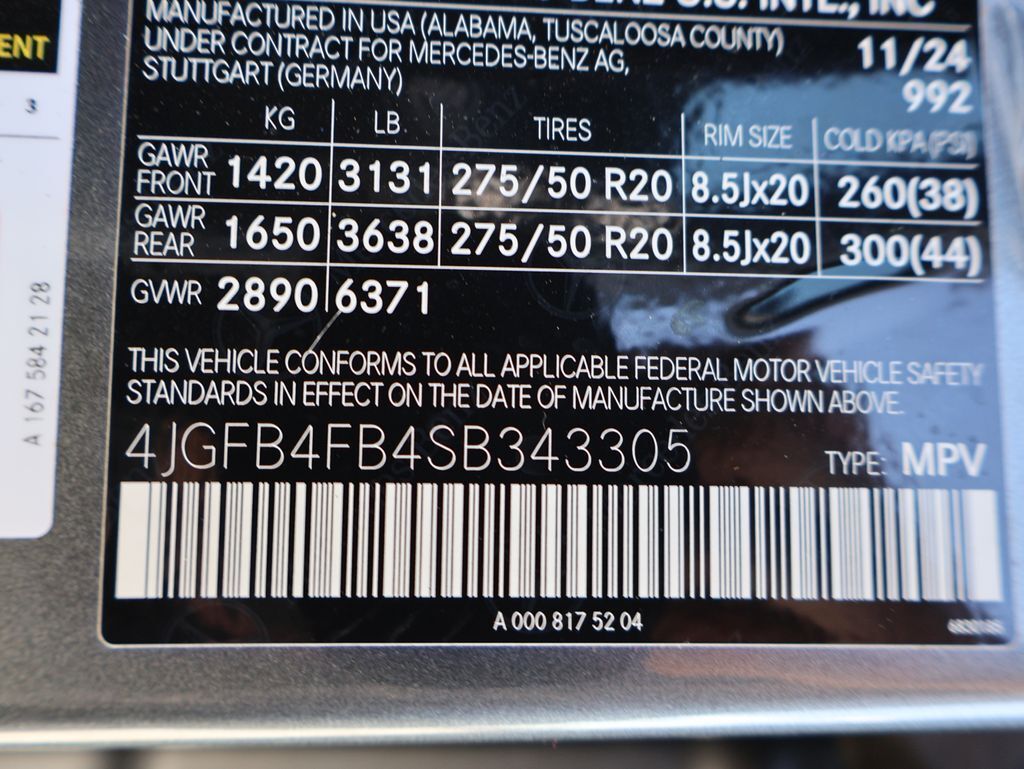 BENZ U.S. INTL., INC
MANUFACTURED IN USA (ALABAMA, TUSCALOOSA COUNTY)
UNDER CONTRACT FOR MERCEDES-BENZ AG,
STUTTGART (GERMANY)
11/24
992
KG LB TIRES RIM SIZE COLD KPA(PSI)
GAWR FRONT 1420 3131 275/50 R20 8.5Jx20 260(38)
GAWR REAR 1650 3638 275/50 R20 8.5Jx20 300(44)
GVWR 2890 6371
THIS VEHICLE CONFORMS TO ALL APPLICABLE FEDERAL MOTOR VEHICLE SAFETY
STANDARDS IN EFFECT ON THE DATE OF MANUFACTURE SHOWN ABOVE.
4JGFB4FB4SB343305 TYPE: MPV
A 000 817 52 04
ENT
3
A 167 584 21 28